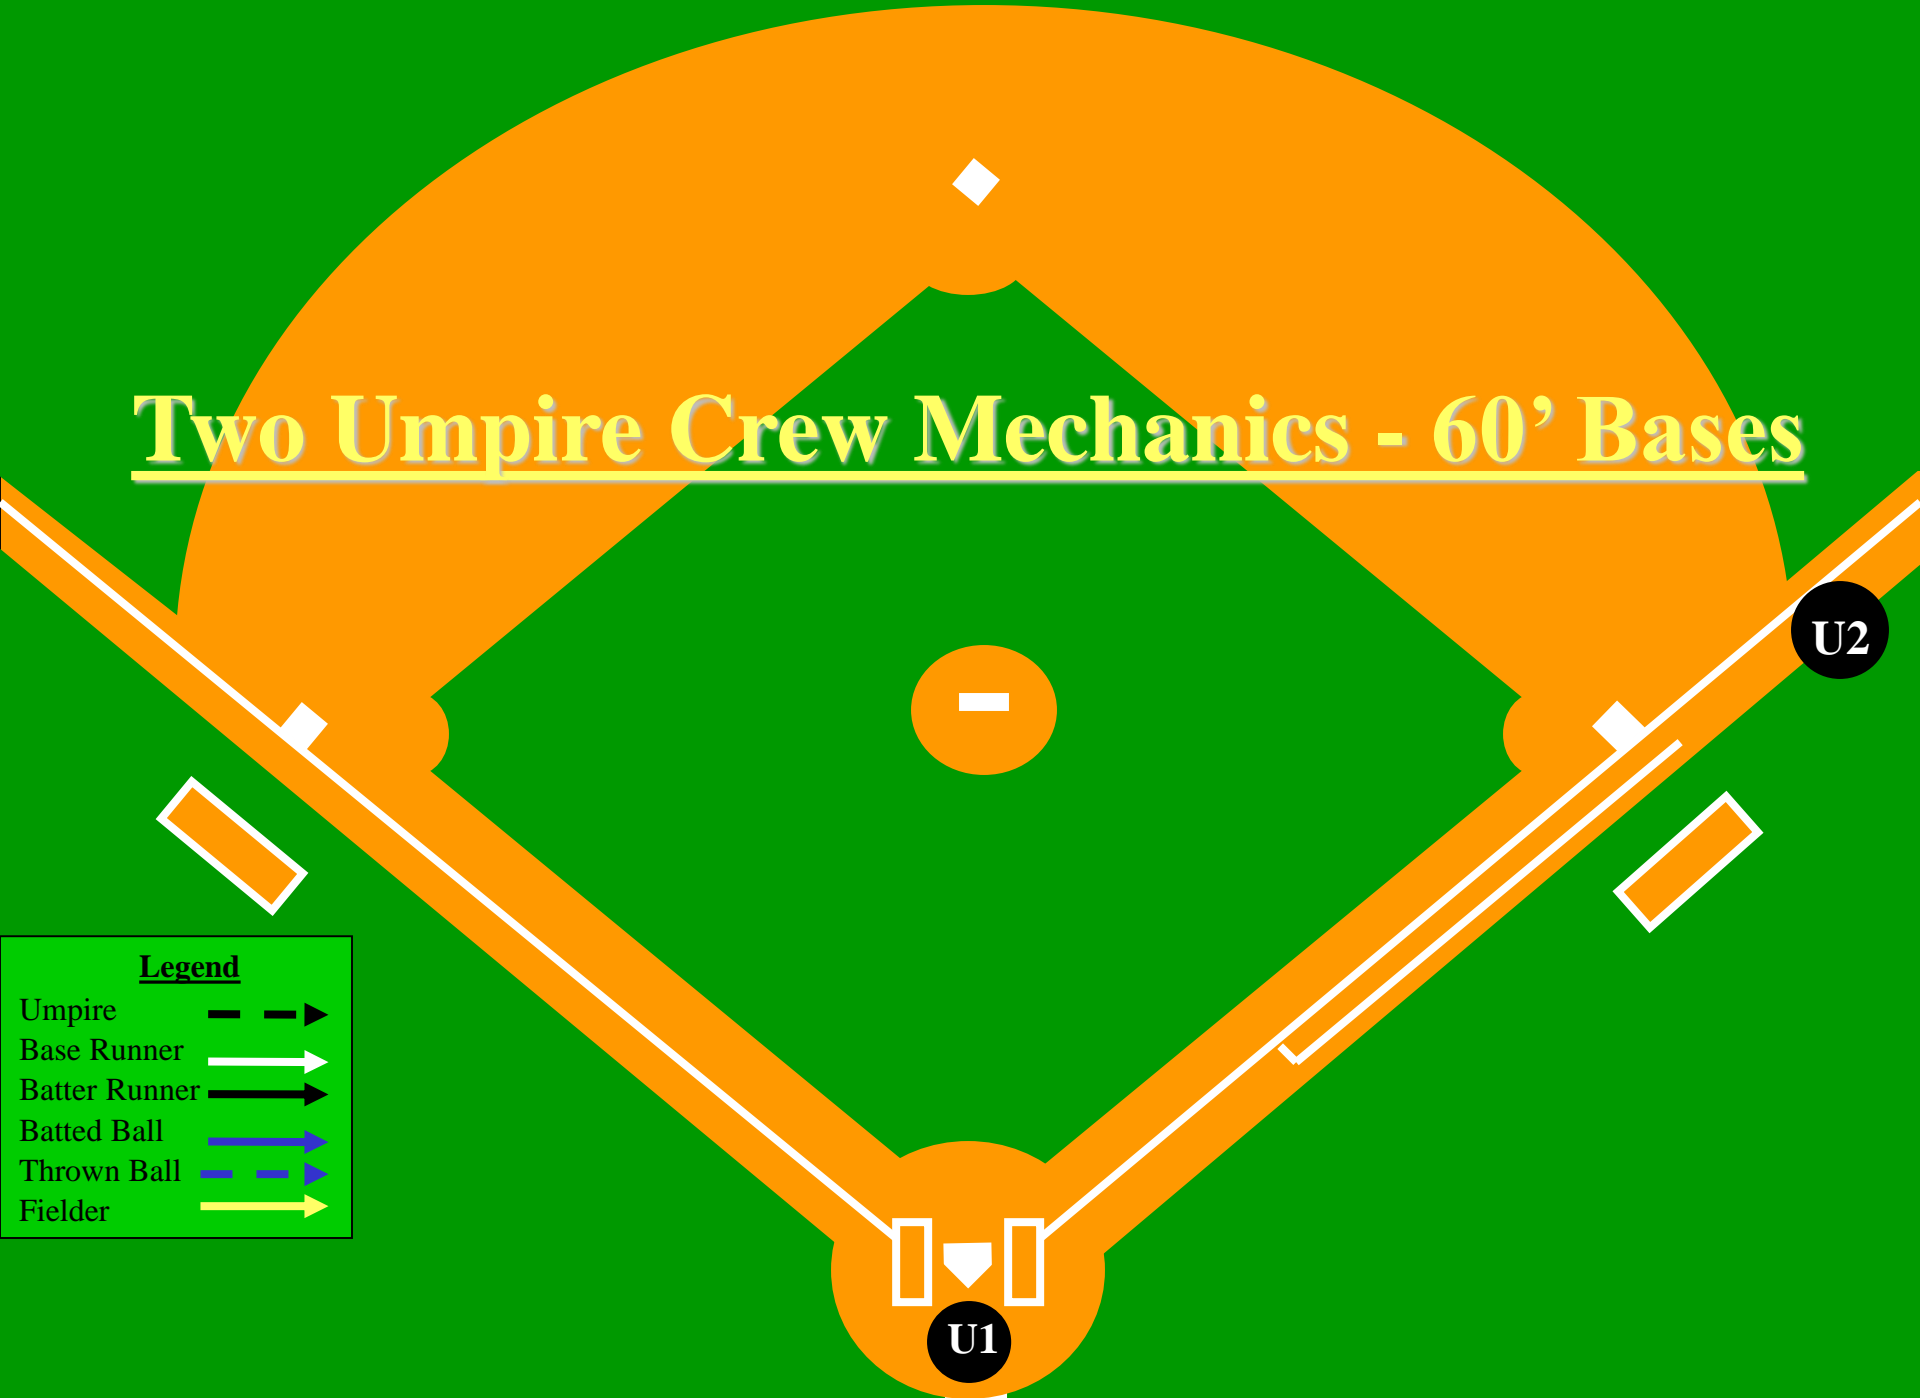 Two Umpire Crew Mechanics - 60’ Bases
U2
Legend
Umpire
Base Runner
Batter Runner
Batted Ball
Thrown Ball
Fielder
U1